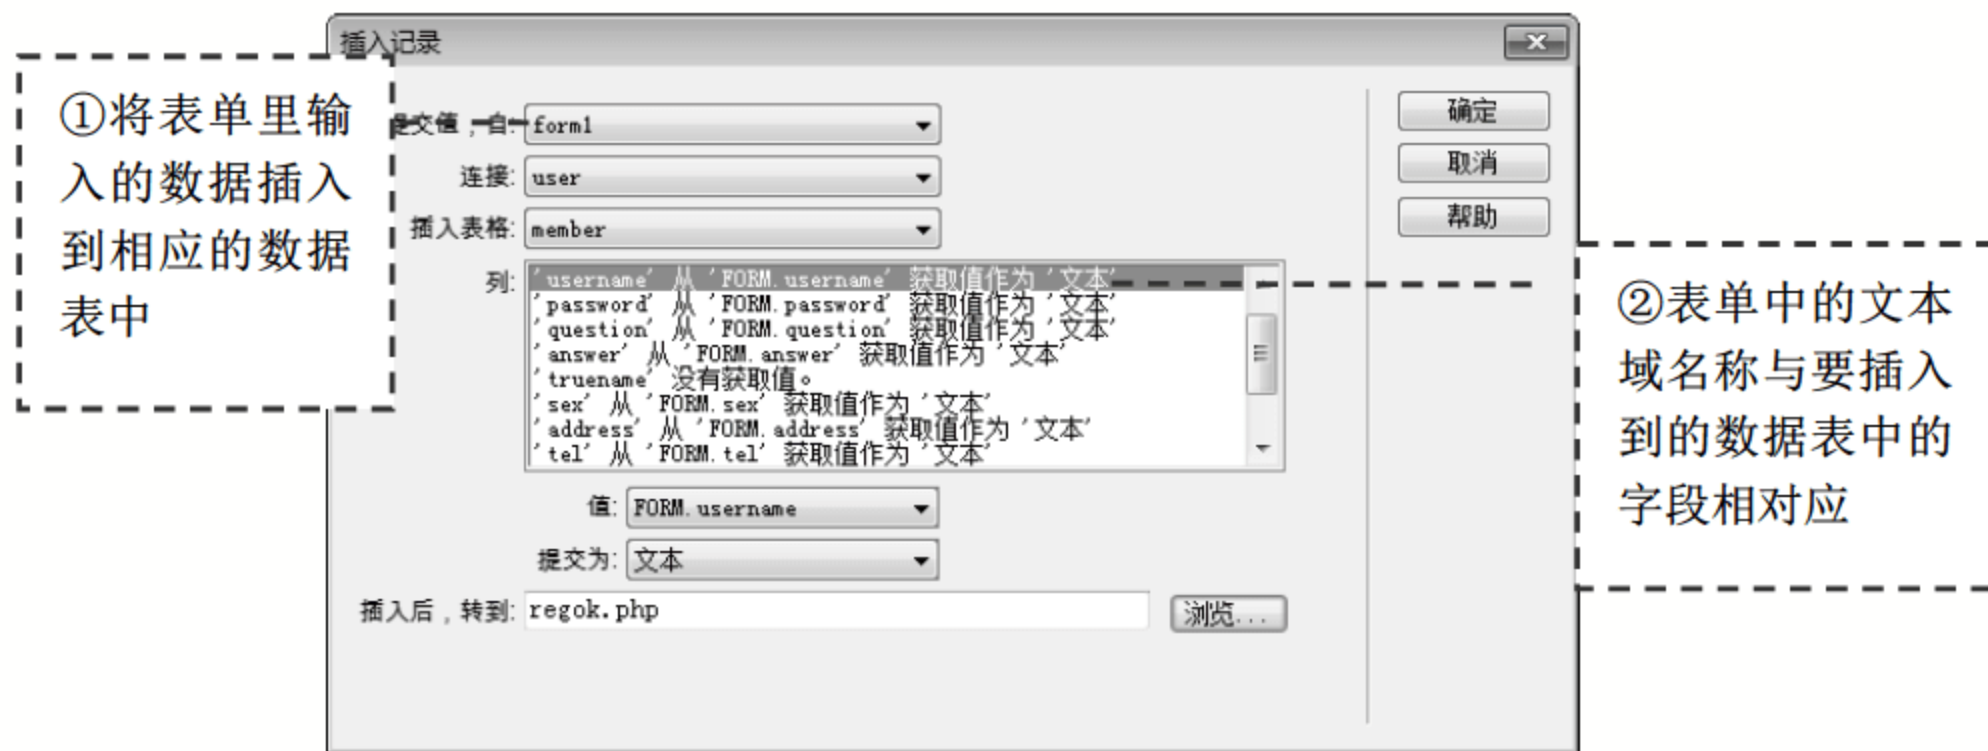 插入记录
①将表单里输
入的数据插入
到相应的数据
表中
提交值，自: form1
连接: user
插入表格: member
列:
'username' 从 'FORM.username' 获取值作为 '文本'
'password' 从 'FORM.password' 获取值作为 '文本'
'question' 从 'FORM.question' 获取值作为 '文本'
'answer' 从 'FORM.answer' 获取值作为 '文本'
'truename' 没有获取值。
'sex' 从 'FORM.sex' 获取值作为 '文本'
'address' 从 'FORM.address' 获取值作为 '文本'
'tel' 从 'FORM.tel' 获取值作为 '文本'
值: FORM.username
提交为: 文本
插入后，转到: regok.php 浏览...
确定
取消
帮助
②表单中的文本
域名称与要插入
到的数据表中的
字段相对应